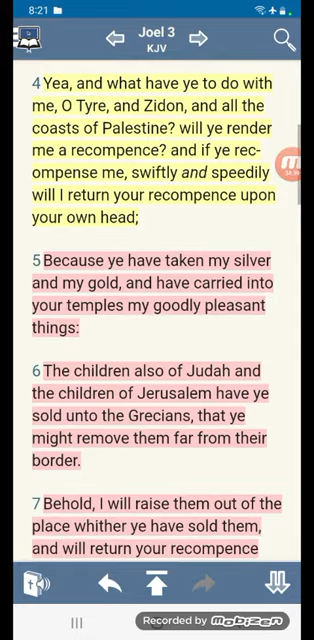 8:21
Joel 3
KJV
4 Yea, and what have ye to do with
me, O Tyre, and Zidon, and all the
coasts of Palestine? will ye render
me a recompence? and if ye rec-
ompense me, swiftly and speedily
will I return your recompence upon
your own head;
5 Because ye have taken my silver
and my gold, and have carried into
your temples my goodly pleasant
things:
6 The children also of Judah and
the children of Jerusalem have ye
sold unto the Grecians, that ye
might remove them far from their
border.
7 Behold, I will raise them out of the
place whither ye have sold them,
and will return your recompence
Recorded by mobizen